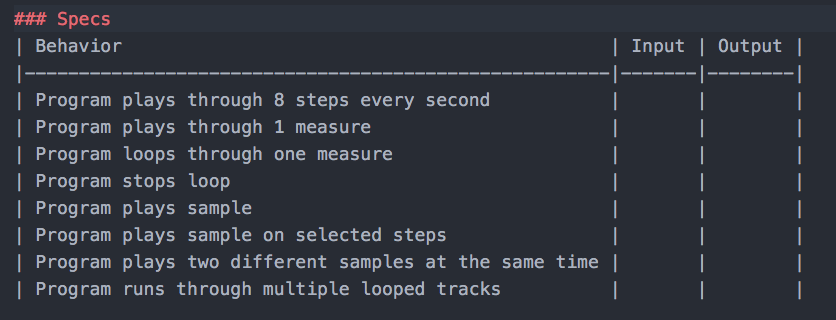 ### Specs
| Behavior                                              | Input | Output |
|------------------------------------------------------|-------|--------|
| Program plays through 8 steps every second            |       |        |
| Program plays through 1 measure                       |       |        |
| Program loops through one measure                     |       |        |
| Program stops loop                                    |       |        |
| Program plays sample                                  |       |        |
| Program plays sample on selected steps                |       |        |
| Program plays two different samples at the same time |       |        |
| Program runs through multiple looped tracks           |       |        |